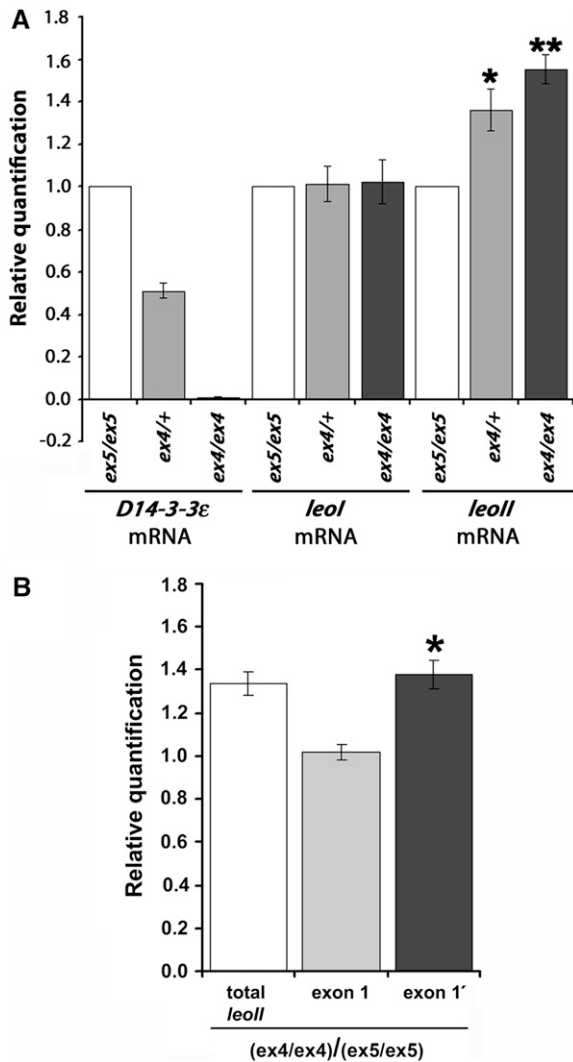 A
Relative quantification
1.8
1.6
1.4
1.2
1.0
0.8
0.6
0.4
0.2
0.0
-0.2
*
**
ex5/ex5
ex4/+
ex4/ex4
ex5/ex5
ex4/+
ex4/ex4
ex5/ex5
ex4/+
ex4/ex4
D14-3-3ε
mRNA
leoI
mRNA
leoII
mRNA
B
Relative quantification
1.8
1.6
1.4
1.2
1.0
0.8
0.6
0.4
0.2
0.0
*
total
leoII
exon 1
exon 1´
(ex4/ex4)/(ex5/ex5)